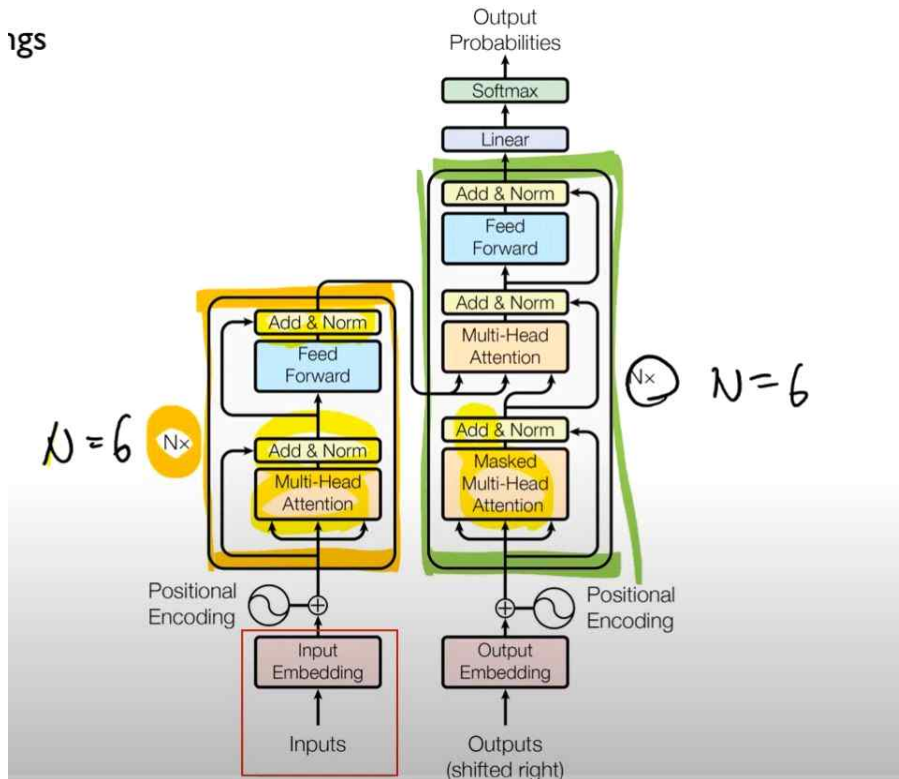 Output
Probabilities
Softmax
Linear
Add & Norm
Feed
Forward
Add & Norm
Multi-Head
Attention
Nx N=6
Add & Norm
Masked
Multi-Head
Attention
Add & Norm
Feed
Forward
N=6 Nx
Add & Norm
Multi-Head
Attention
Positional
Encoding
Positional
Encoding
Input
Embedding
Output
Embedding
Inputs
Outputs
(shifted right)